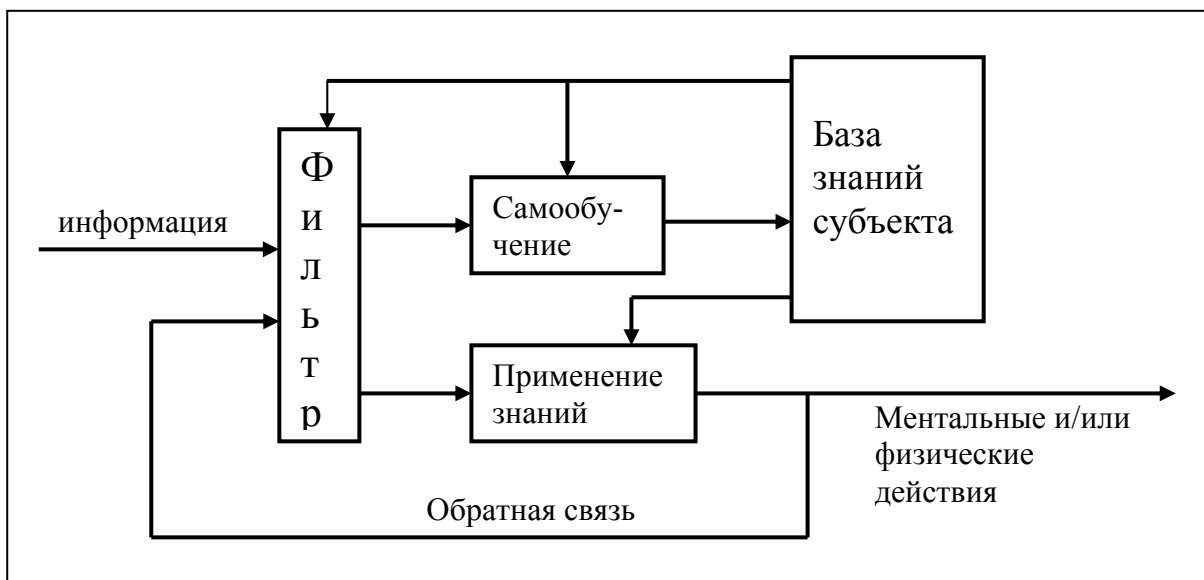 информация
Ф
и
л
ь
т
р
Самообу-
чение
База
знаний
субъекта
Применение
знаний
Ментальные и/или
физические
действия
Обратная связь